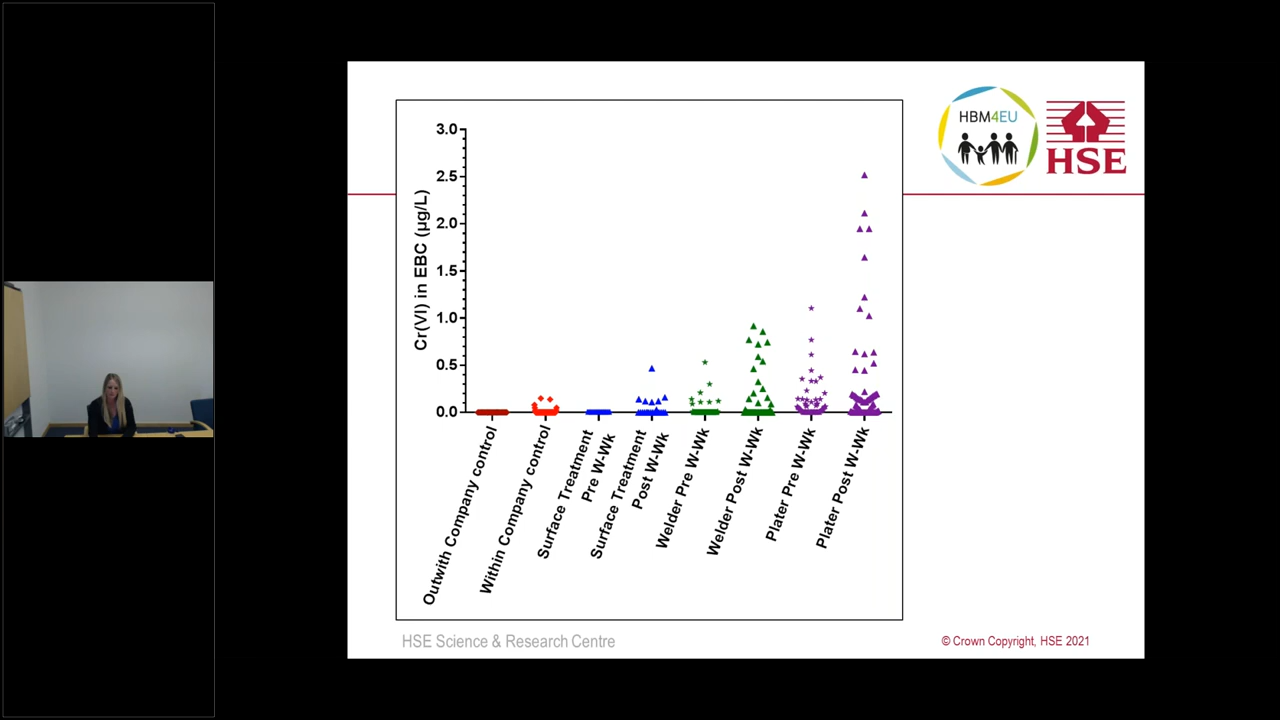 HBM4EU
HSE
Cr(VI) in EBC (µg/L)
3.0
2.5
2.0
1.5
1.0
0.5
0.0
Outwith Company control
Within Company control
Surface Treatment
Pre W-Wk
Surface Treatment
Post W-Wk
Welder Pre W-Wk
Welder Post W-Wk
Plater Pre W-Wk
Plater Post W-Wk
HSE Science & Research Centre
© Crown Copyright, HSE 2021